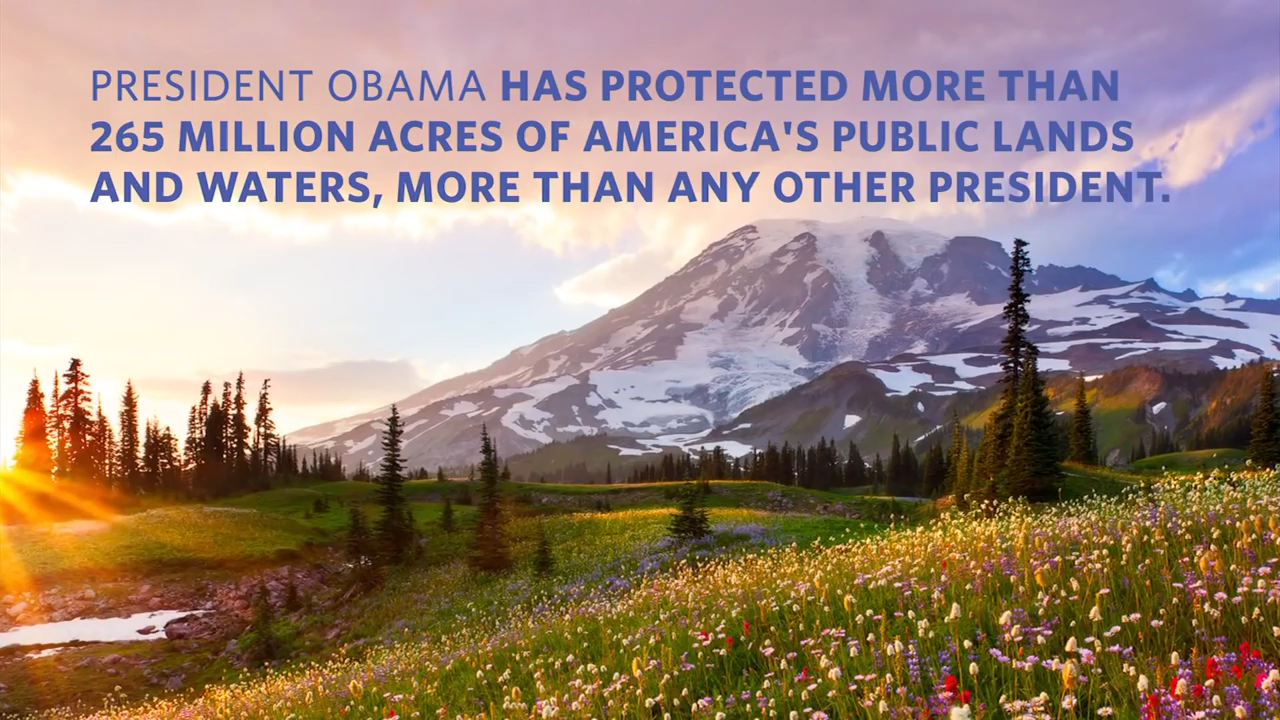 PRESIDENT OBAMA HAS PROTECTED MORE THAN
265 MILLION ACRES OF AMERICA'S PUBLIC LANDS
AND WATERS, MORE THAN ANY OTHER PRESIDENT.